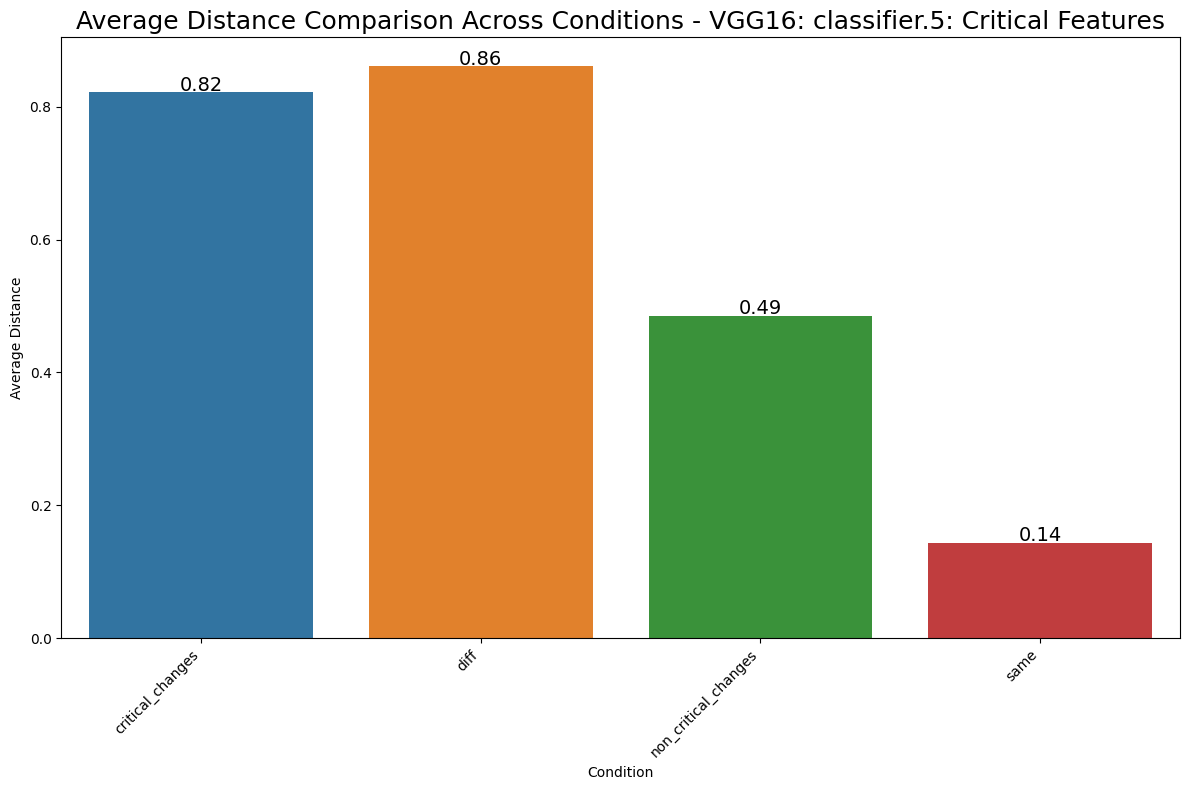 Average Distance Comparison Across Conditions - VGG16: classifier.5: Critical Features
0.82
0.86
0.49
0.14
0.8
0.6
0.4
0.2
0.0
Average Distance
critical_changes
diff
non_critical_changes
same
Condition